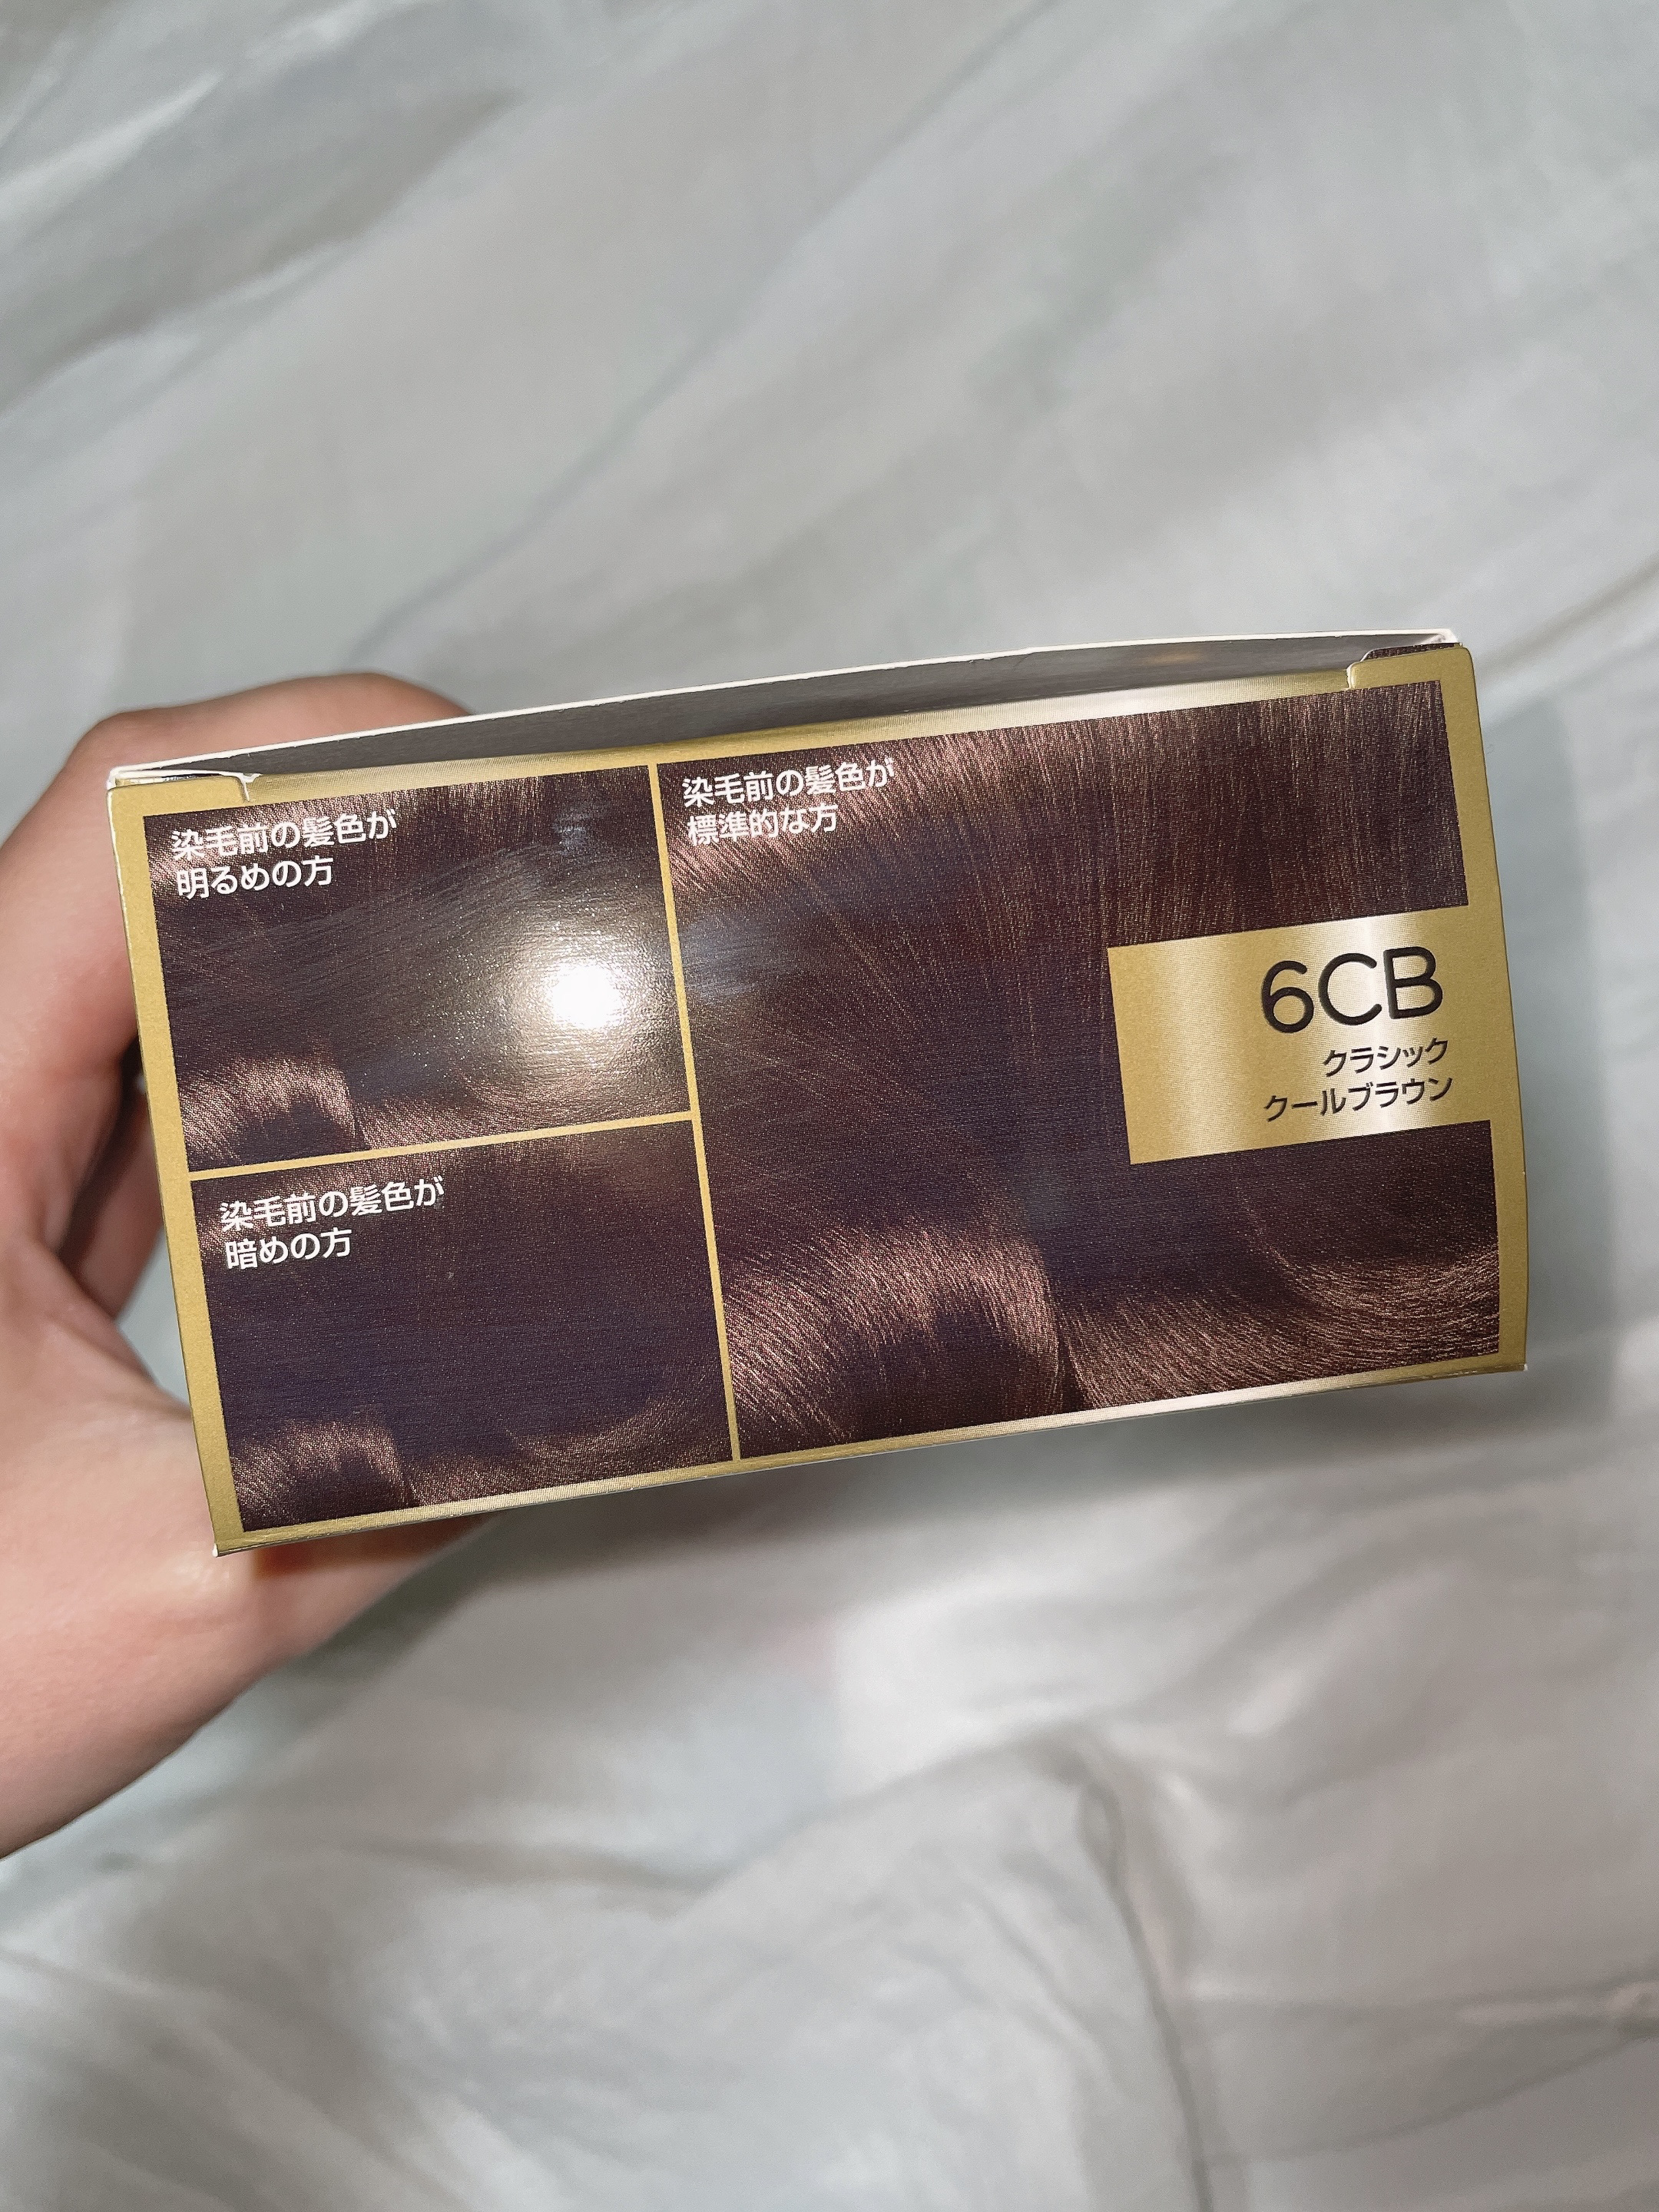 染毛前の髪色が
明るめの方
染毛前の髪色が
暗めの方
染毛前の髪色が
標準的な方
6CB
クラシック
クールブラウン